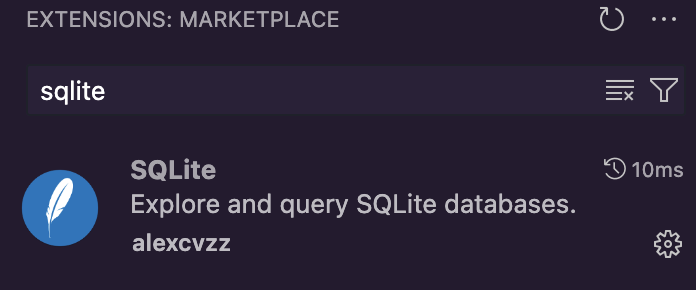 EXTENSIONS: MARKETPLACE
sqlite
SQLite 10ms
Explore and query SQLite databases.
alexcvzz